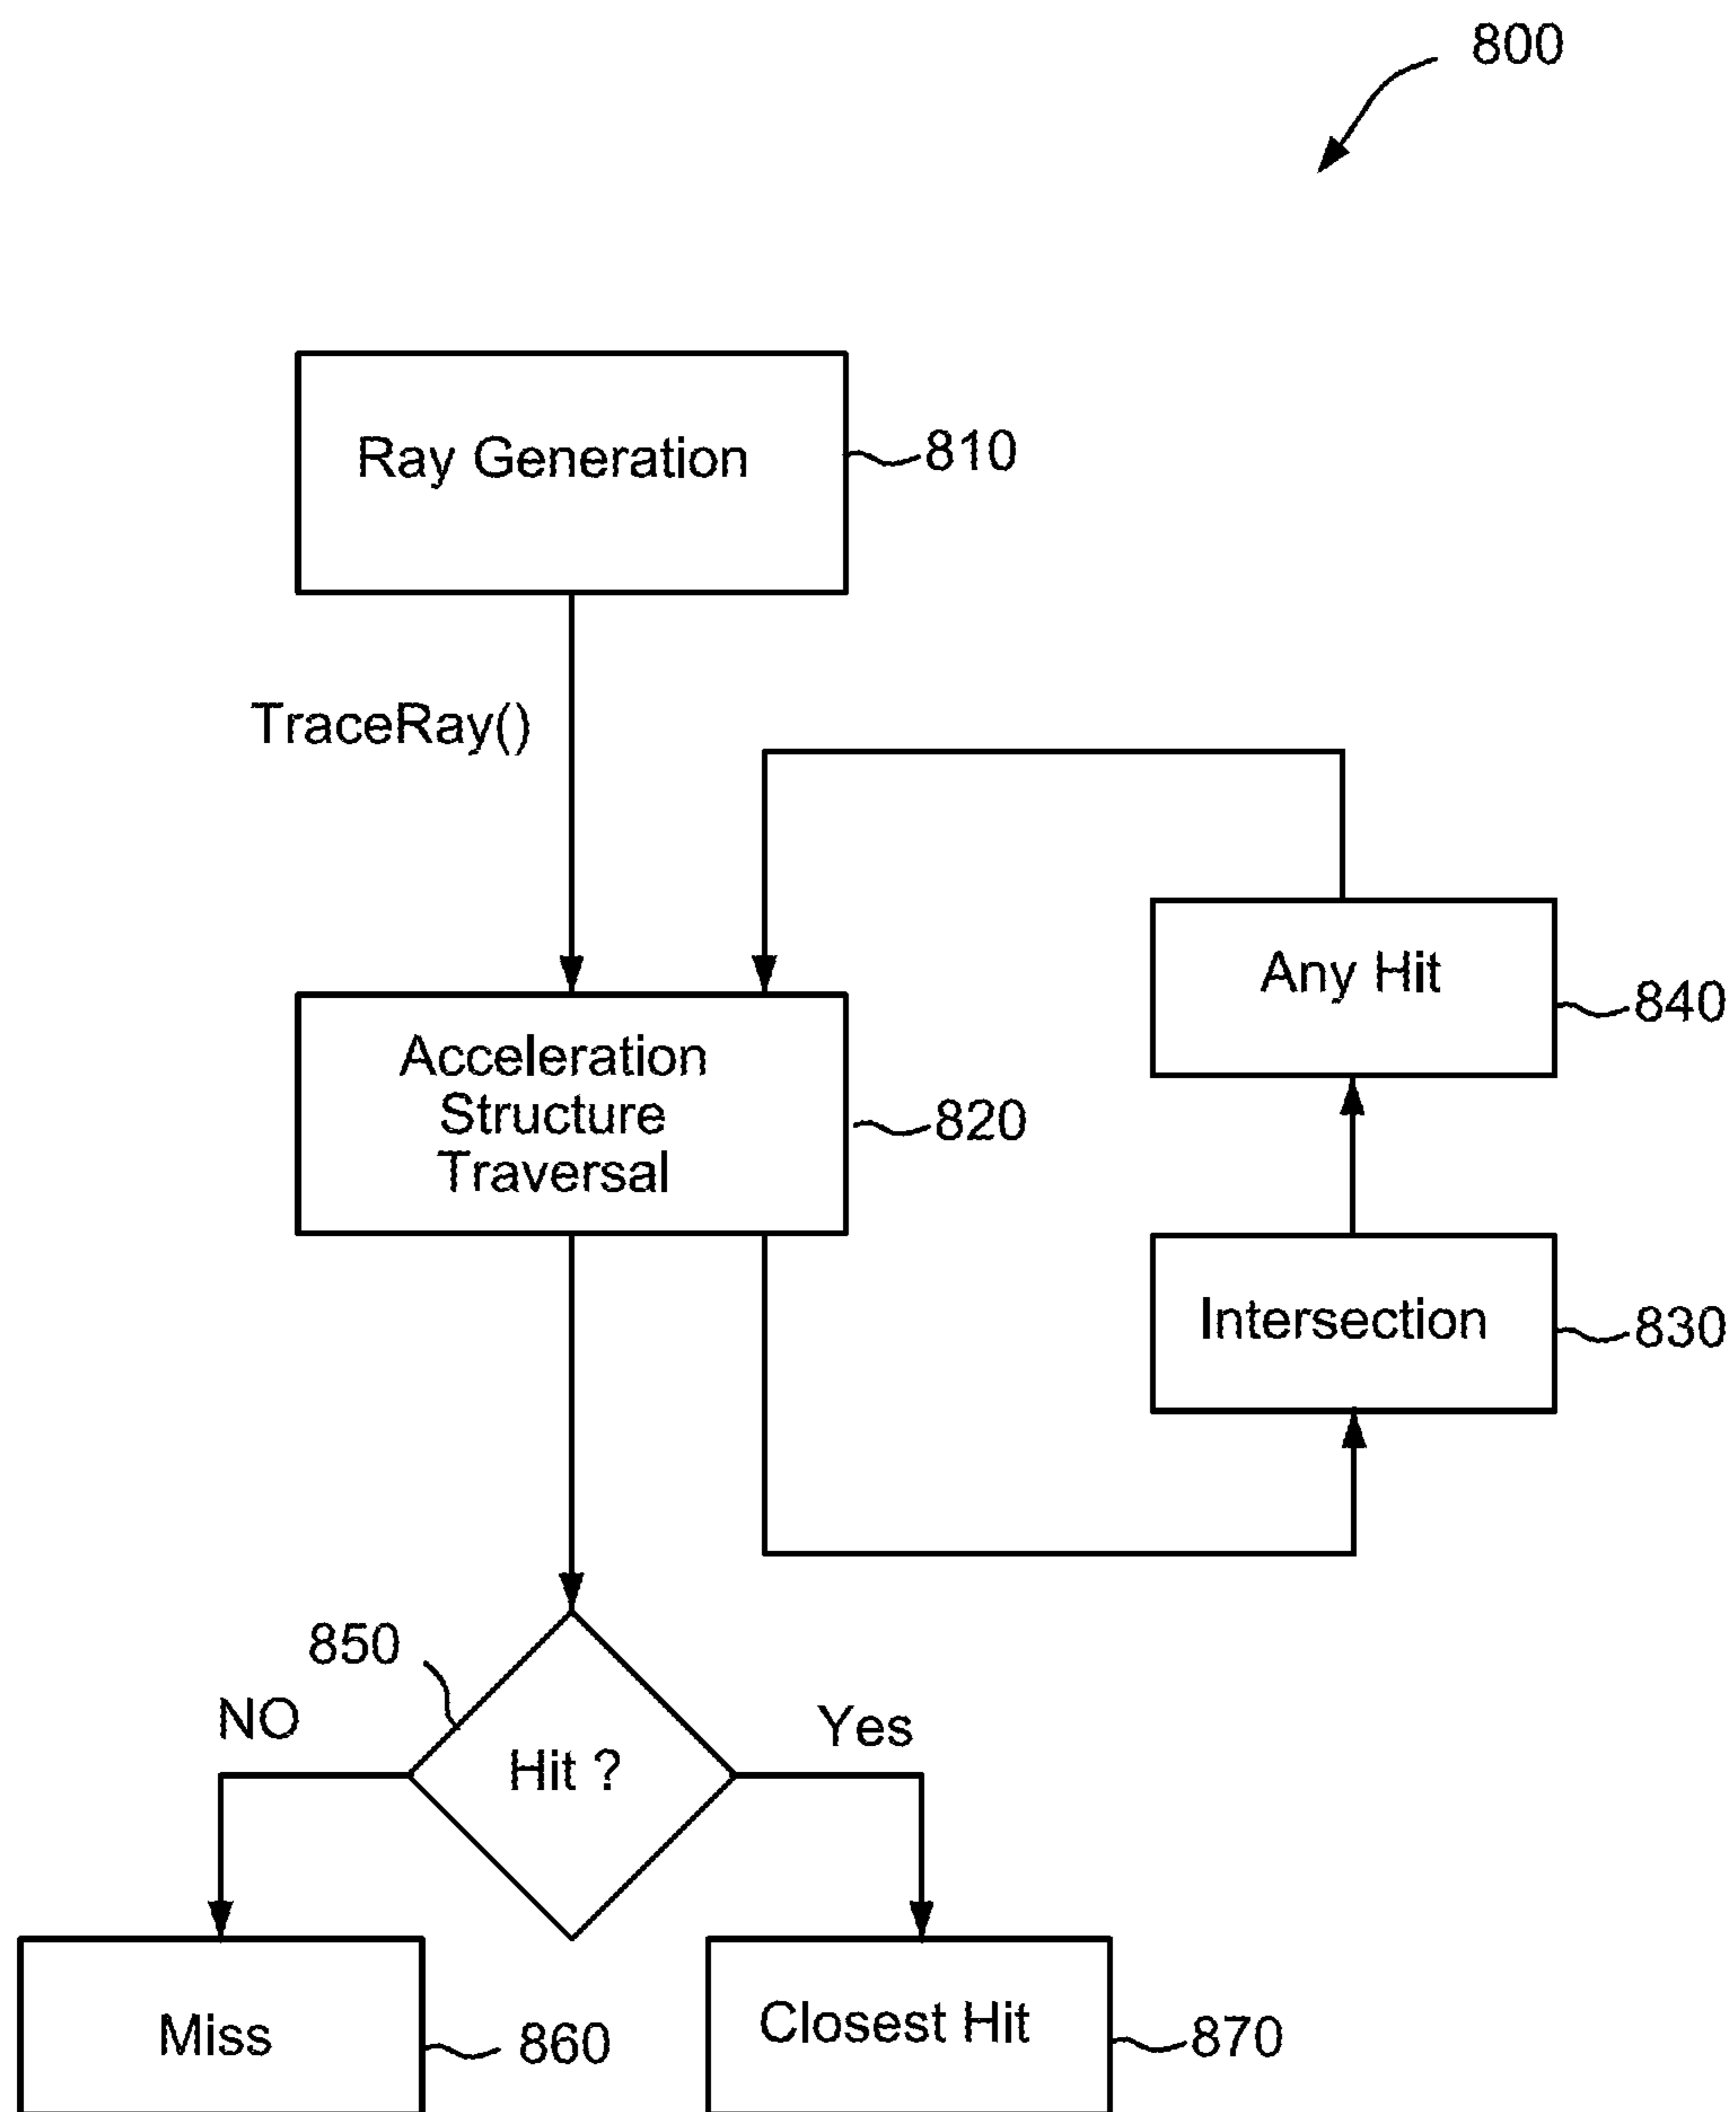 800
Ray Generation
810
TraceRay()
Any Hit
840
Acceleration
Structure
Traversal
820
Intersection
830
850
NO
Yes
Hit ?
Miss
860
Closest Hit
870